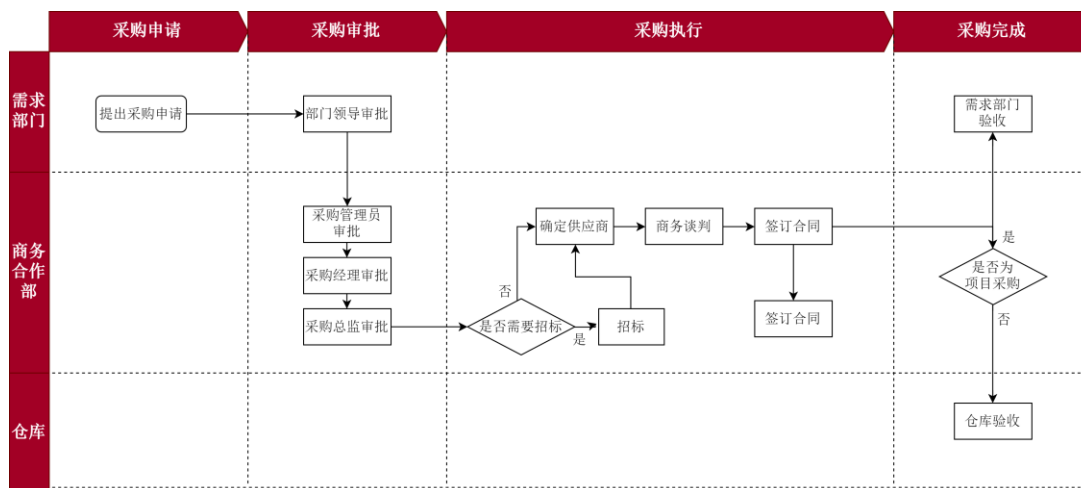 采购申请
采购审批
采购执行
采购完成
需求
部门
提出采购申请
部门领导审批
需求部门
验收
商务
合作
部
采购管理员
审批
确定供应商
商务谈判
签订合同
是
采购经理审批
是否为
项目采购
否
采购总监审批
是否需要招标
是
招标
签订合同
否
仓库
仓库验收